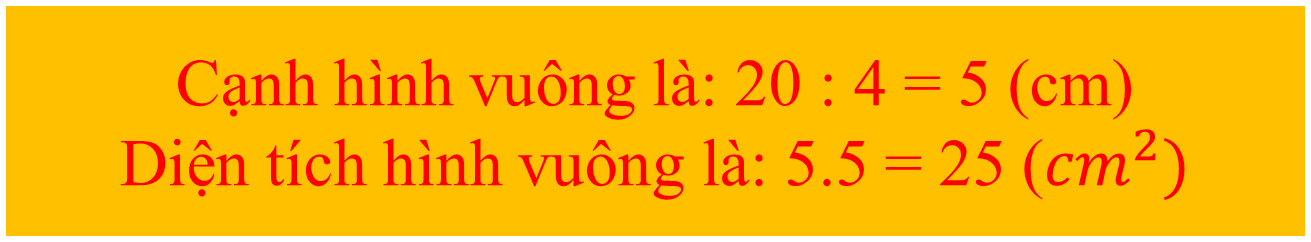 Cạnh hình vuông là: 20 : 4 = 5 (cm)
Diện tích hình vuông là: 5.5 = 25 (𝑐𝑚²)